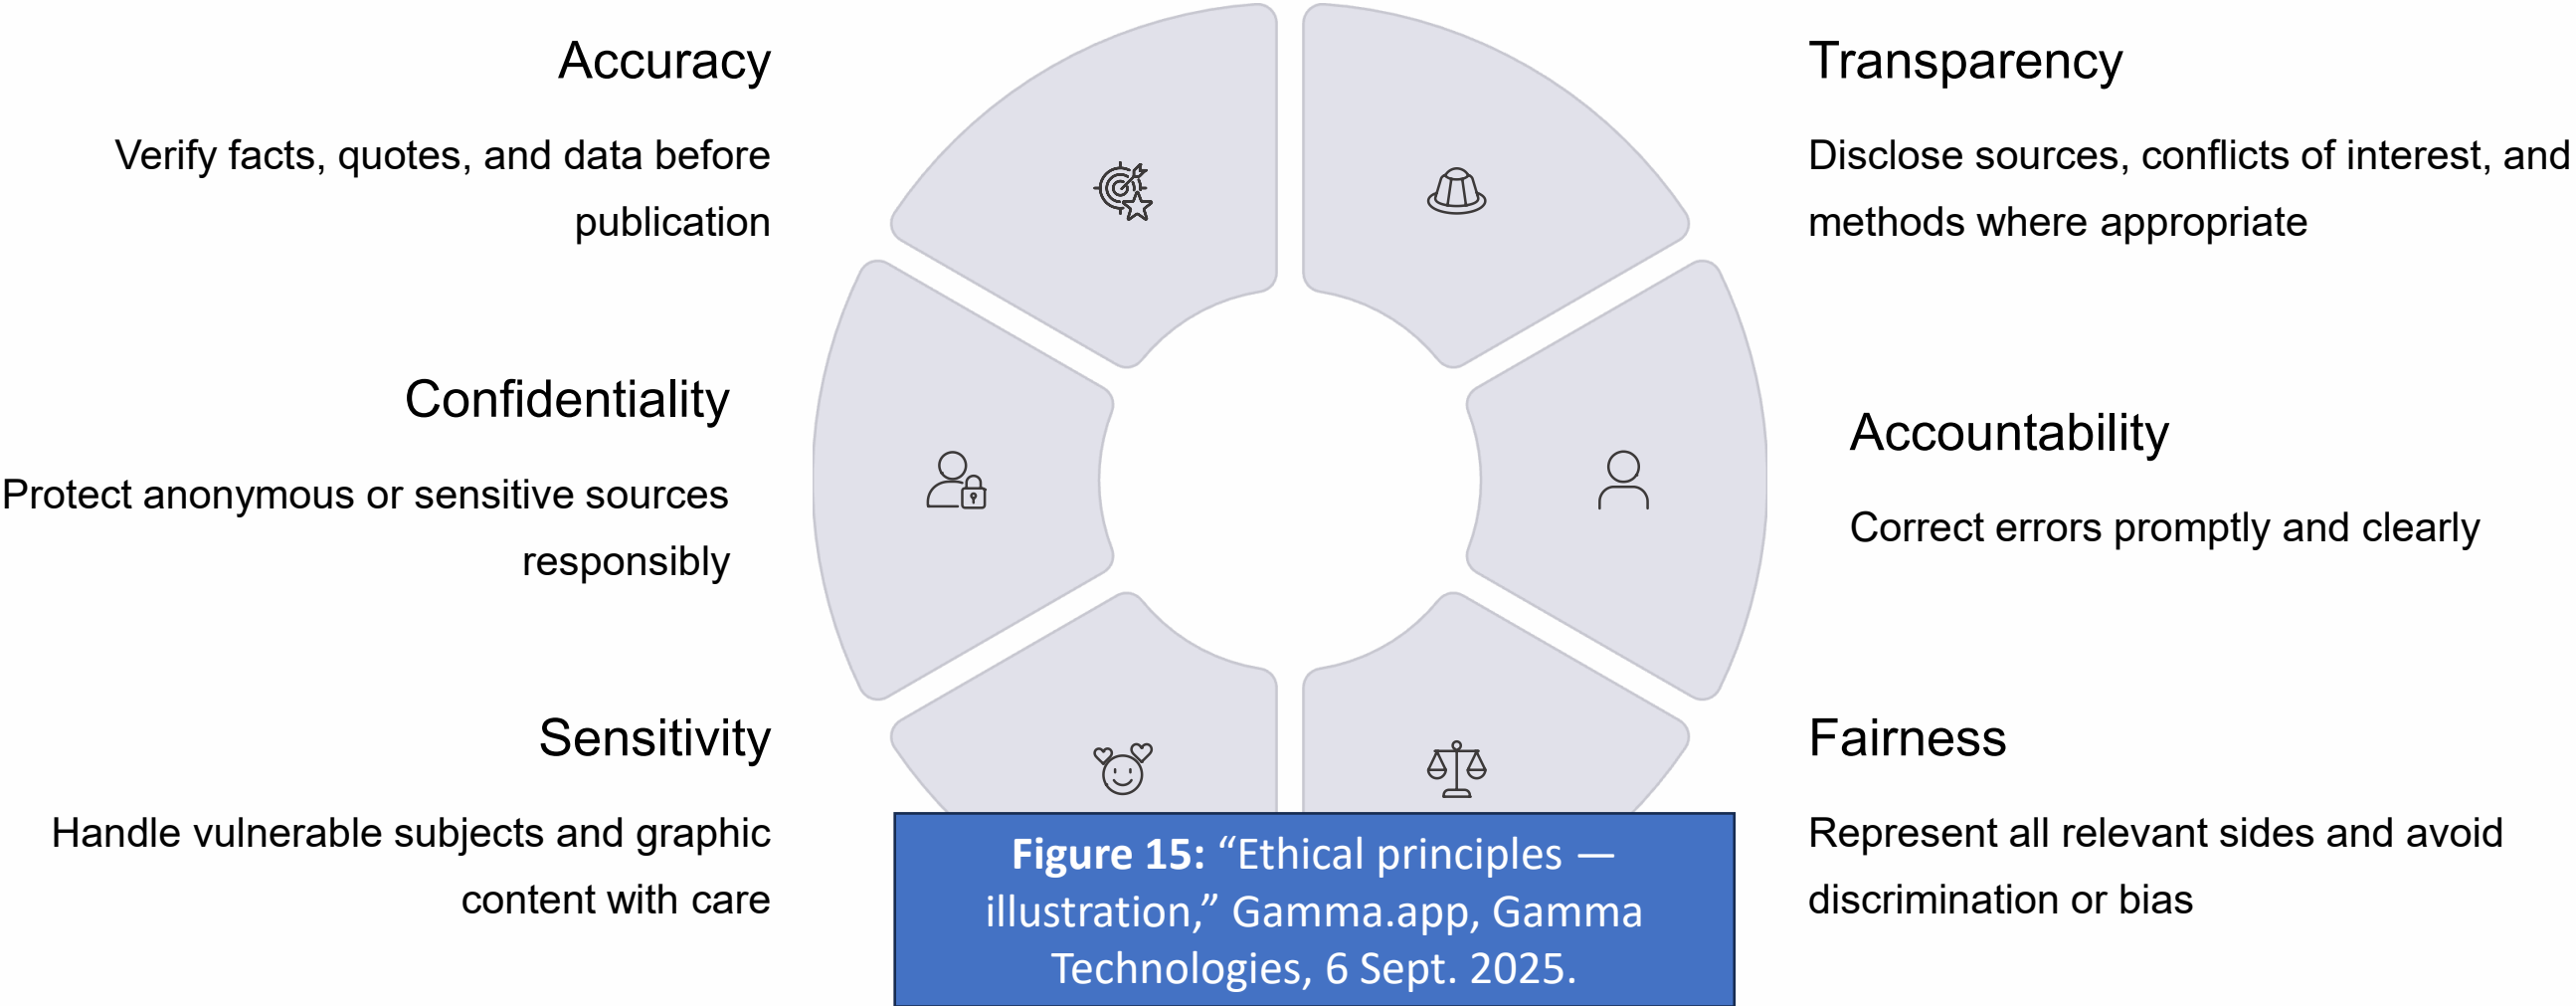 Accuracy
Verify facts, quotes, and data before
publication
Transparency
Disclose sources, conflicts of interest, and
methods where appropriate
Confidentiality
Protect anonymous or sensitive sources
responsibly
Accountability
Correct errors promptly and clearly
Sensitivity
Handle vulnerable subjects and graphic
content with care
Fairness
Represent all relevant sides and avoid
discrimination or bias
Figure 15: “Ethical principles —
illustration,” Gamma.app, Gamma
Technologies, 6 Sept. 2025.